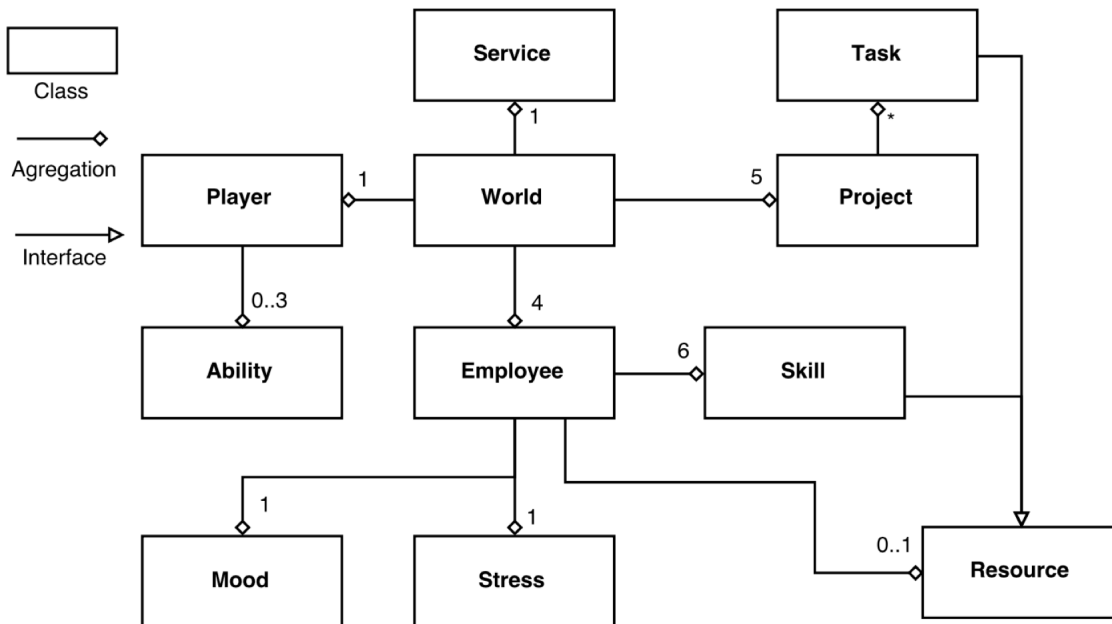 Service
Task
Class
1
*
Agregation
Player
1
World
5
Project
Interface
0..3
4
Ability
Employee
6
Skill
1
1
0..1
Mood
Stress
Resource